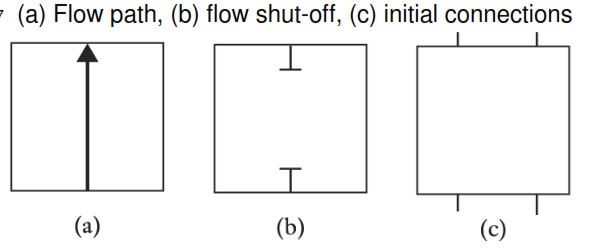 (a) Flow path, (b) flow shut-off, (c) initial connections
(a)
(b)
(c)